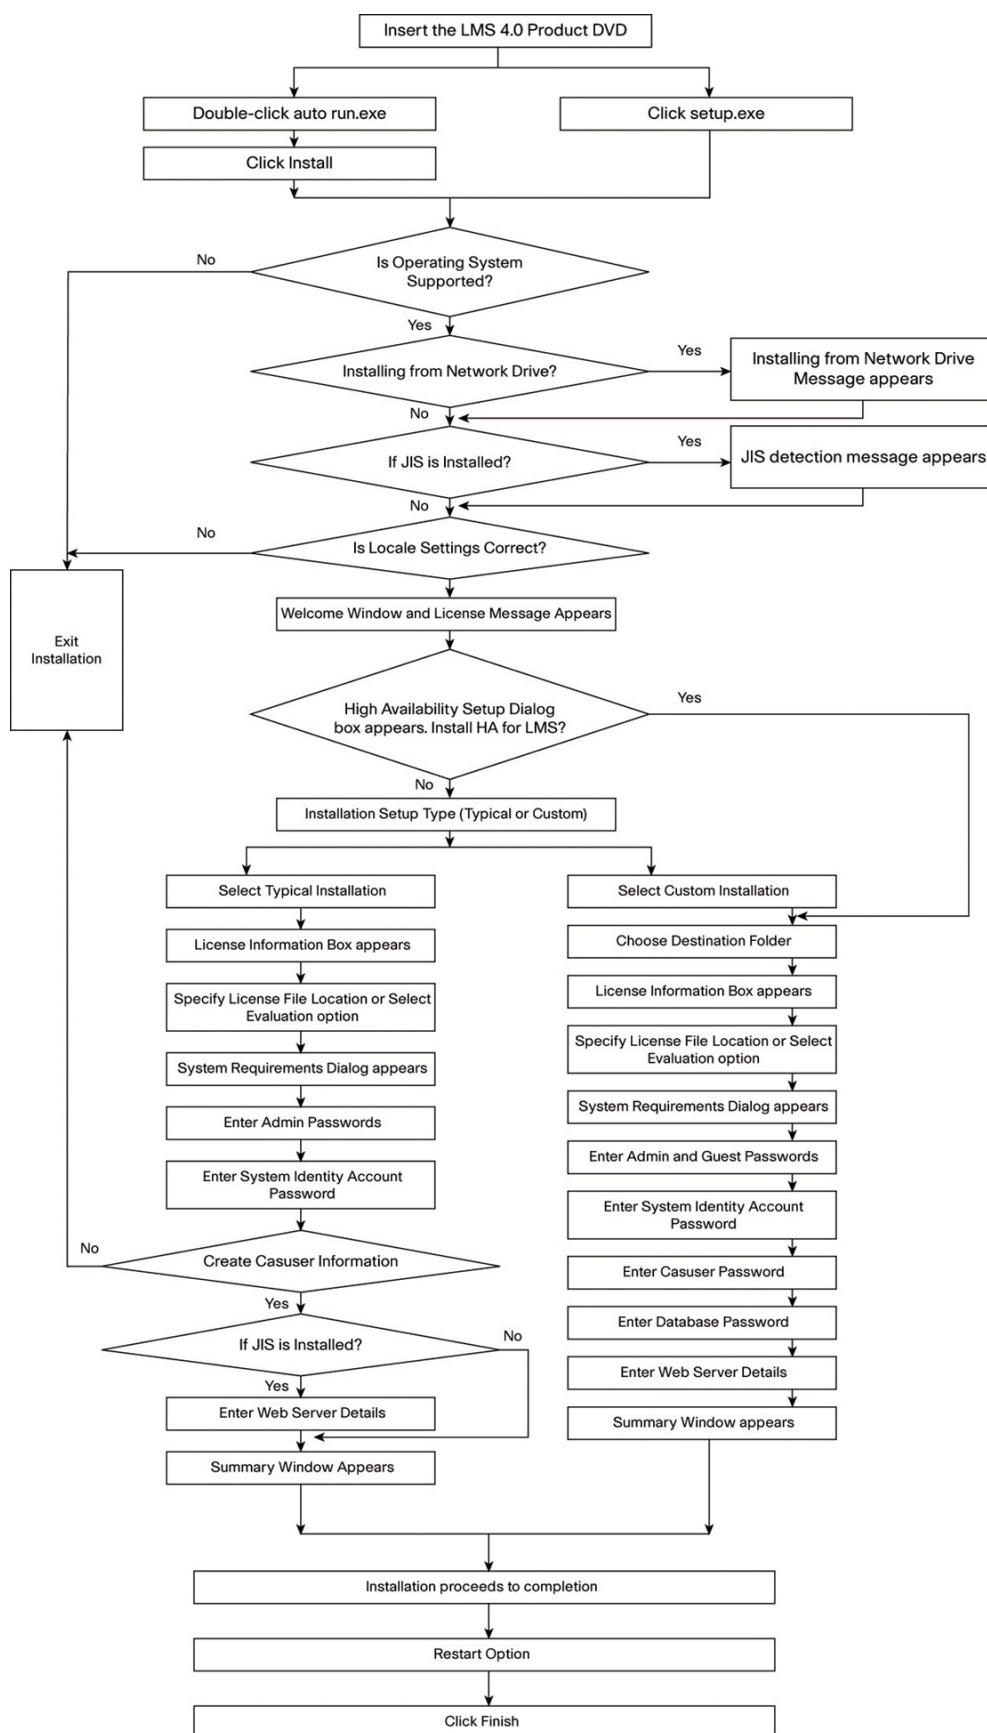 Insert the LMS 4.0 Product DVD
Double-click auto run.exe
Click setup.exe
Click Install
Is Operating System
Supported?
No
Yes
Installing from Network Drive?
Yes
Installing from Network Drive
Message appears
No
If JIS is Installed?
Yes
JIS detection message appears
No
Is Locale Settings Correct?
No
Exit
Installation
Welcome Window and License Message Appears
High Availability Setup Dialog
box appears. Install HA for LMS?
Yes
No
Installation Setup Type (Typical or Custom)
Select Typical Installation
License Information Box appears
Specify License File Location or Select
Evaluation option
System Requirements Dialog appears
Enter Admin Passwords
Enter System Identity Account
Password
Create Casuser Information
No
Yes
If JIS is Installed?
No
Yes
Enter Web Server Details
Summary Window Appears
Select Custom Installation
Choose Destination Folder
License Information Box appears
Specify License File Location or Select
Evaluation option
System Requirements Dialog appears
Enter Admin and Guest Passwords
Enter System Identity Account
Password
Enter Casuser Password
Enter Database Password
Enter Web Server Details
Summary Window appears
Installation proceeds to completion
Restart Option
Click Finish